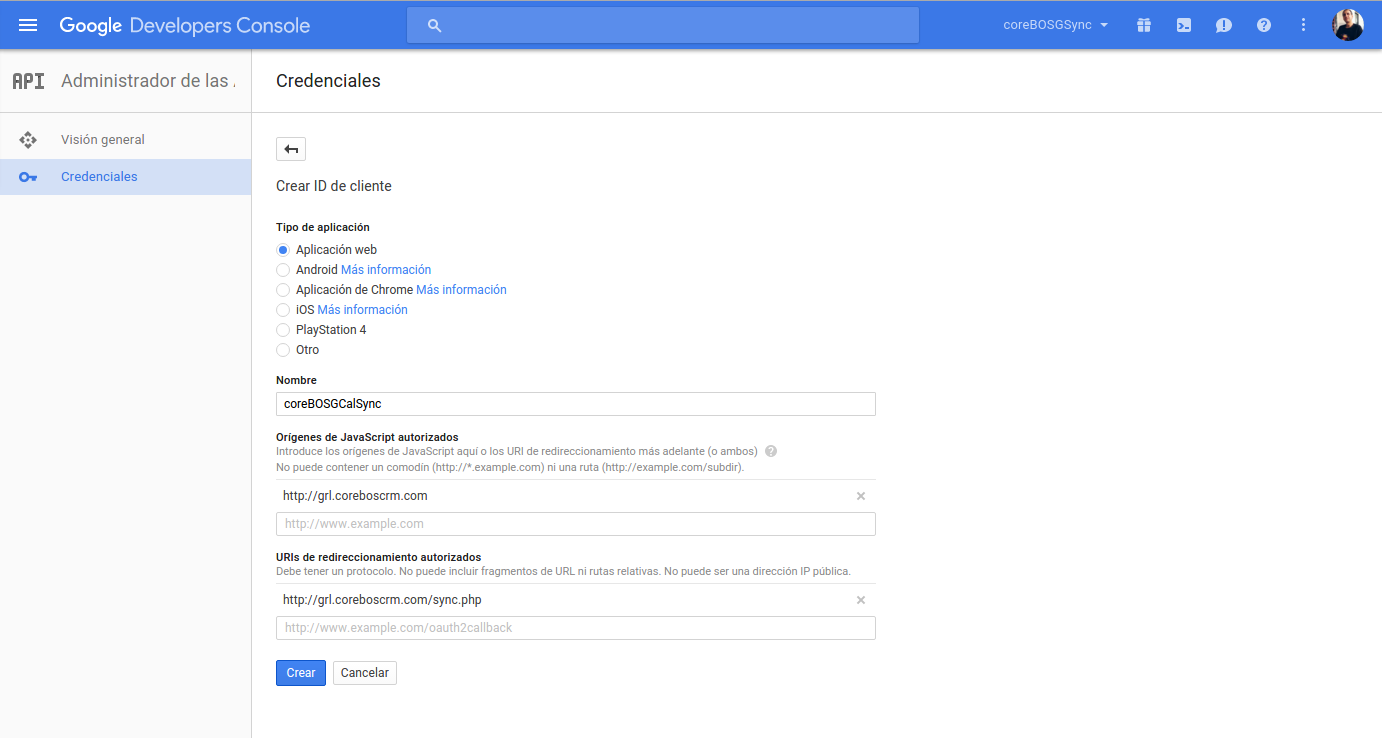 Google Developers Console
coreBOSGSync
API Administrador de las
Credenciales
Visión general
Credenciales
Crear ID de cliente
Tipo de aplicación
Aplicación web
Android Más información
Aplicación de Chrome Más información
iOS Más información
PlayStation 4
Otro
Nombre
coreBOSGCalSync
Orígenes de JavaScript autorizados
Introduce los orígenes de JavaScript aquí o los URI de redireccionamiento más adelante (o ambos) ?
No puede contener un comodín (http://*.example.com) ni una ruta (http://example.com/subdir).
http://grl.coreboscrm.com ×
http://www.example.com
URIs de redireccionamiento autorizados
Debe tener un protocolo. No puede incluir fragmentos de URL ni rutas relativas. No puede ser una dirección IP pública.
http://grl.coreboscrm.com/sync.php ×
http://www.example.com/oauth2callback
Crear Cancelar